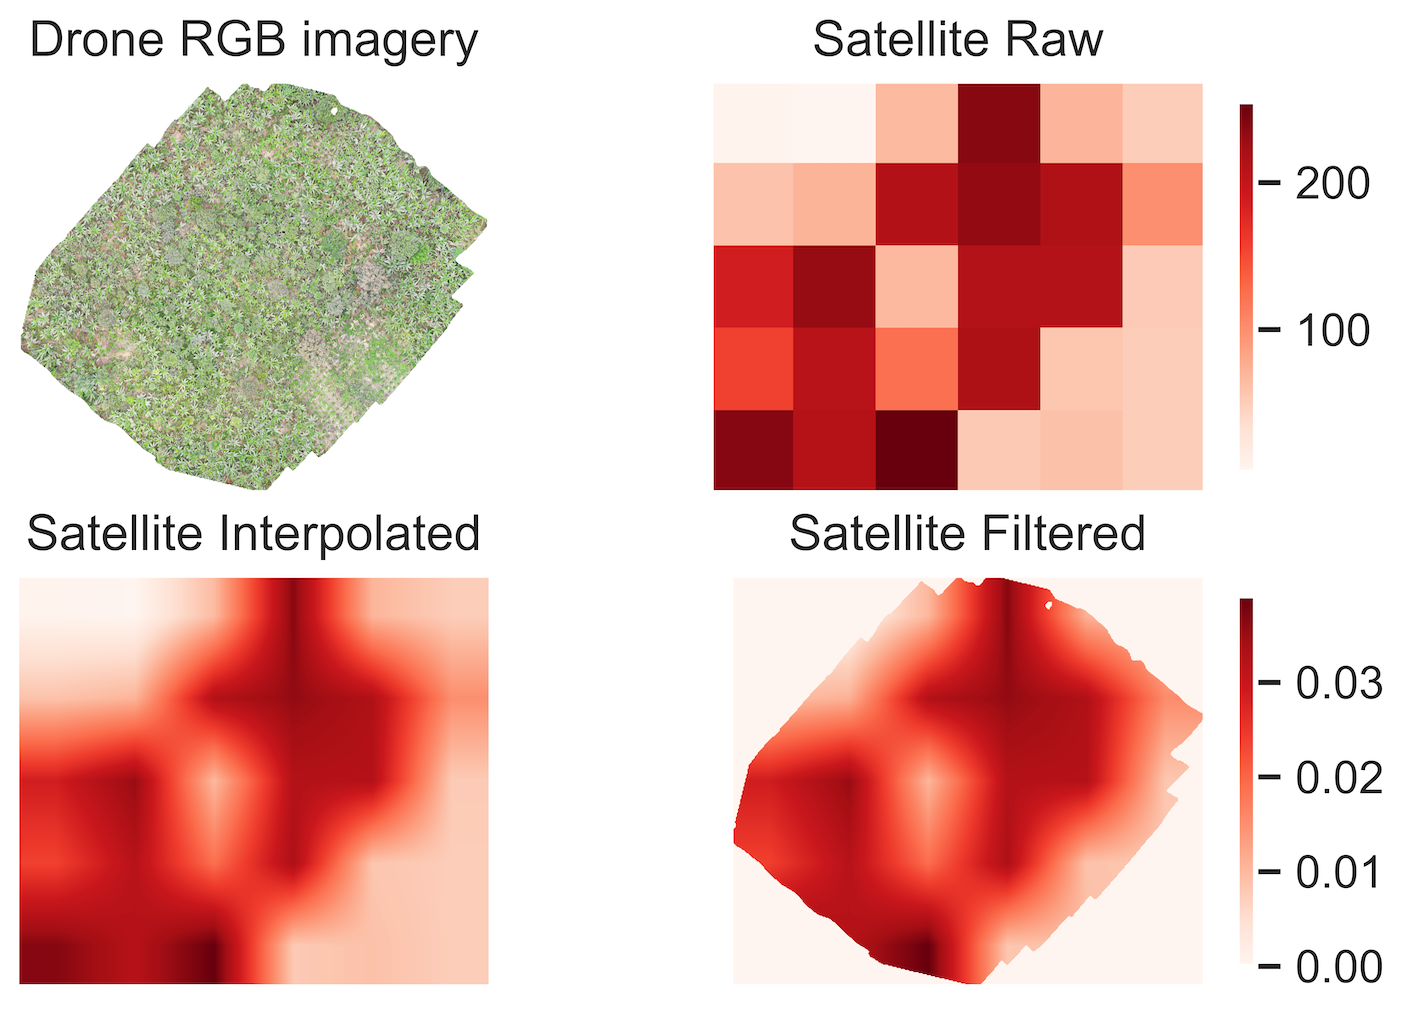 Drone RGB imagery
Satellite Raw
200
100
Satellite Interpolated
Satellite Filtered
0.03
0.02
0.01
0.00